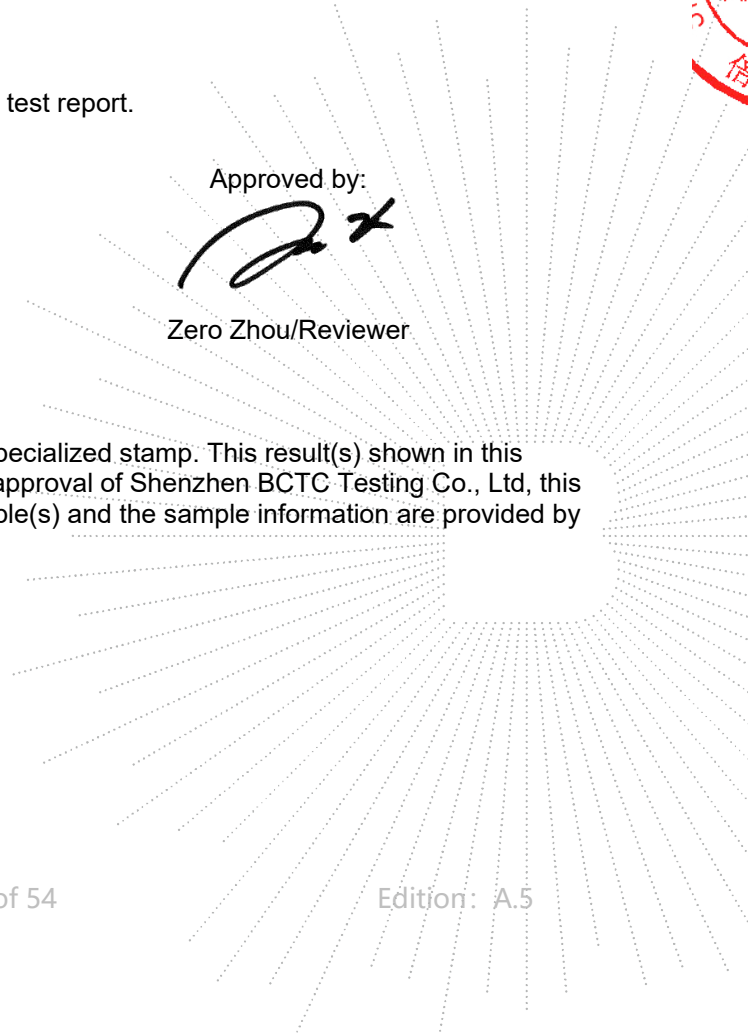 test report.
Approved by:
Zero Zhou/Reviewer
pecialized stamp. This result(s) shown in this
approval of Shenzhen BCTC Testing Co., Ltd, this
ple(s) and the sample information are provided by
of 54 Edition: A.5